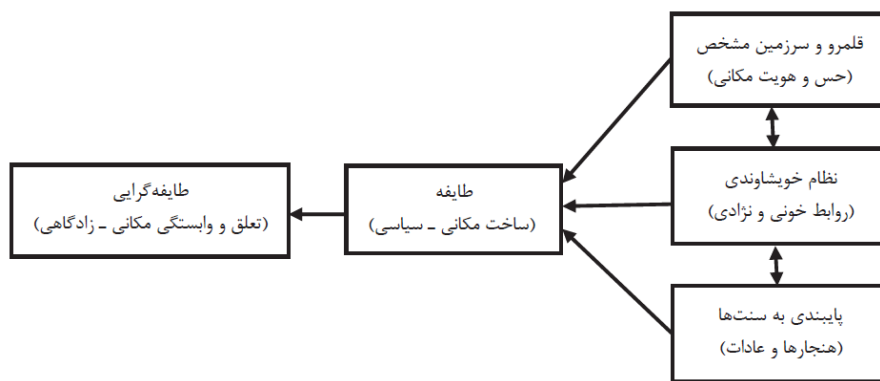 قلمرو و سرزمین مشخص
(حس و هویت مکانی)
نظام خویشاوندی
(روابط خونی و نژادی)
پایبندی به سنت‌ها
(هنجارها و عادات)
طایفه
(ساخت مکانی ـ سیاسی)
طایفه‌گرایی
(تعلق و وابستگی مکانی ـ زادگاهی)